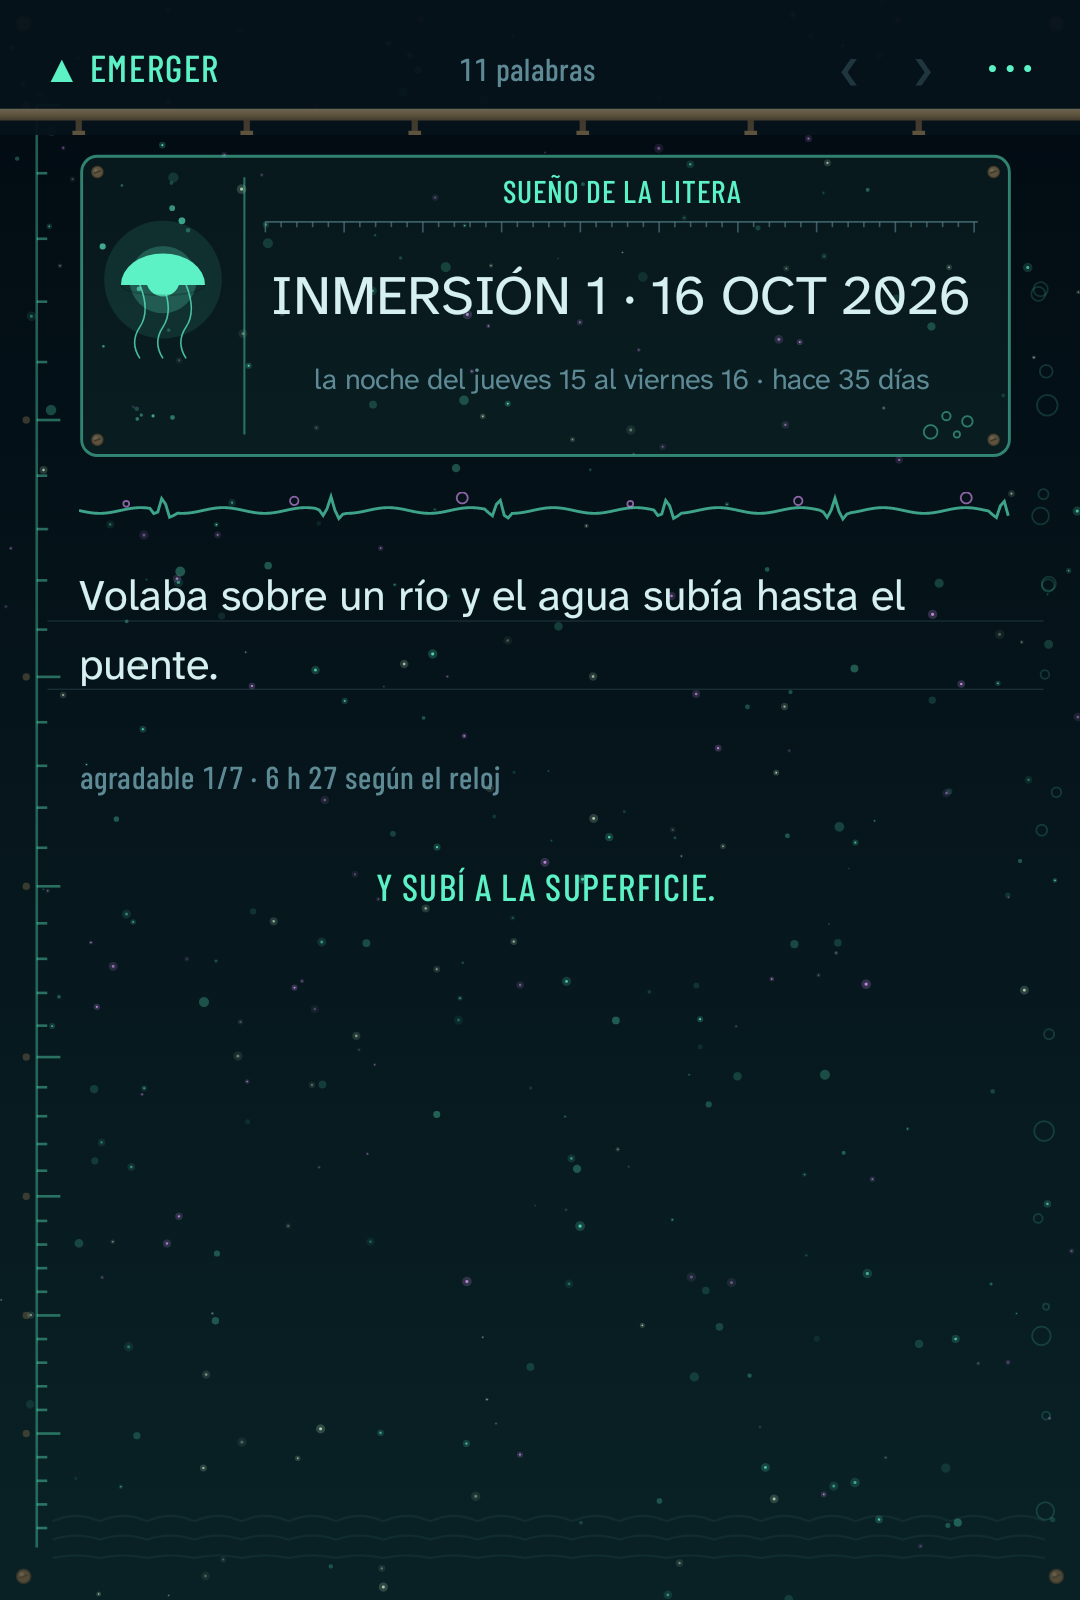 ▲ EMERGER
11 palabras
❮ ❯ •••
SUEÑO DE LA LITERA
INMERSIÓN 1 · 16 OCT 2026
la noche del jueves 15 al viernes 16 · hace 35 días
Volaba sobre un río y el agua subía hasta el
puente.
agradable 1/7 · 6 h 27 según el reloj
Y SUBÍ A LA SUPERFICIE.